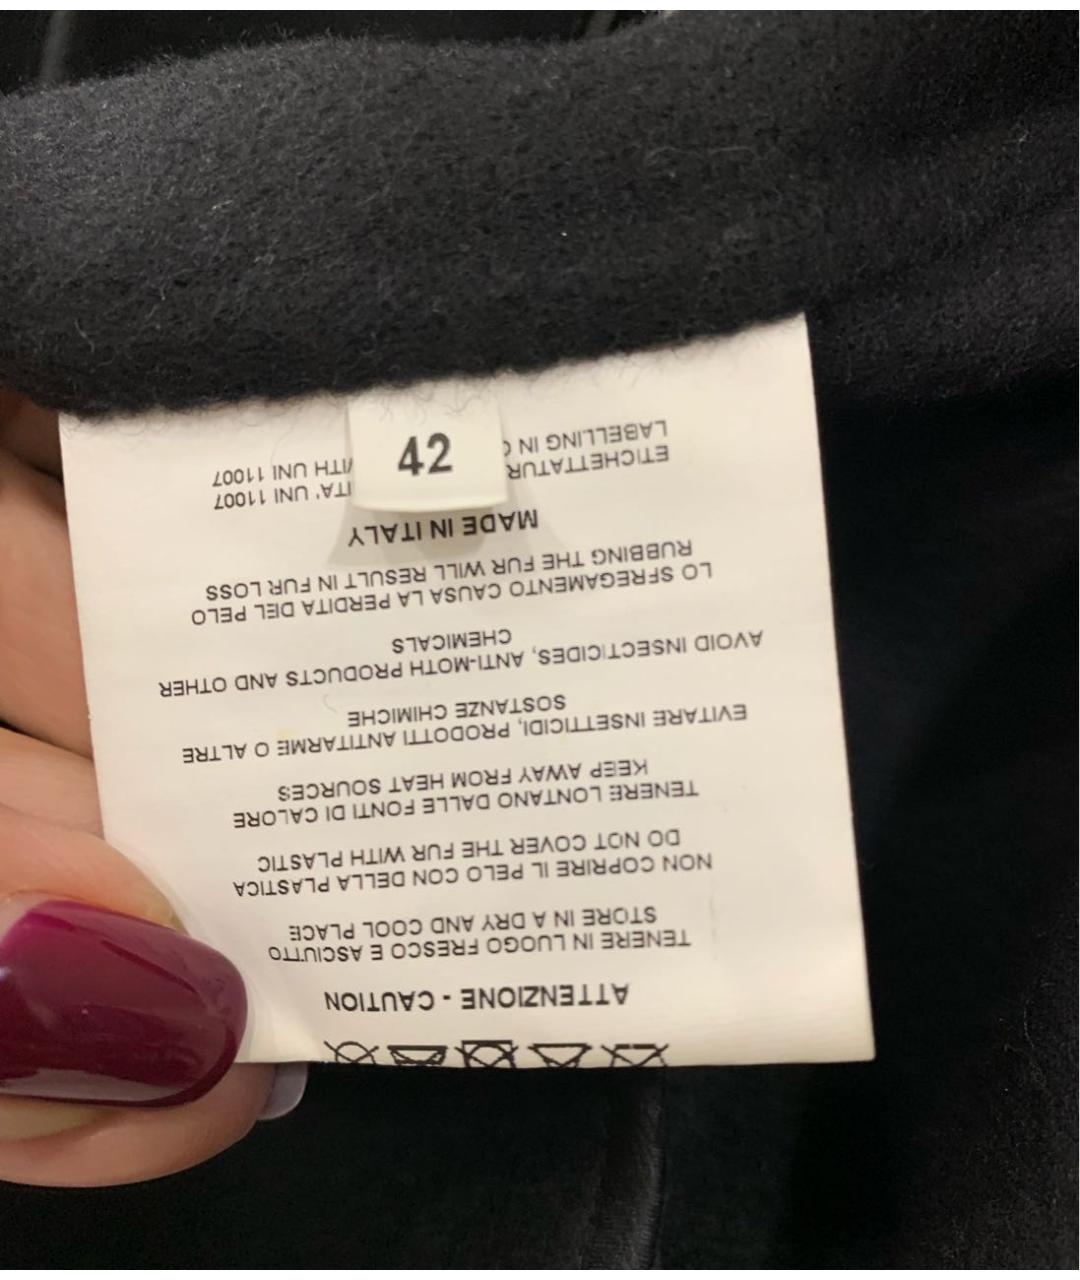 ATTENZIONE - CAUTION
TENERE IN LUOGO FRESCO E ASCIUTTO
STORE IN A DRY AND COOL PLACE
NON COPRIRE IL PELO CON DELLA PLASTICA
DO NOT COVER THE FUR WITH PLASTIC
TENERE LONTANO DALLE FONTI DI CALORE
KEEP AWAY FROM HEAT SOURCES
EVITARE INSETTICIDI, PRODOTTI ANTITARME O ALTRE
SOSTANZE CHIMICHE
AVOID INSECTICIDES, ANTI-MOTH PRODUCTS AND OTHER
CHEMICALS
LO SFREGAMENTO CAUSA LA PERDITA DEL PELO
RUBBING THE FUR WILL RESULT IN FUR LOSS
MADE IN ITALY
ETICHETTATUR ITA' UNI 11007
LABELLING IN C ITH UNI 11007
42